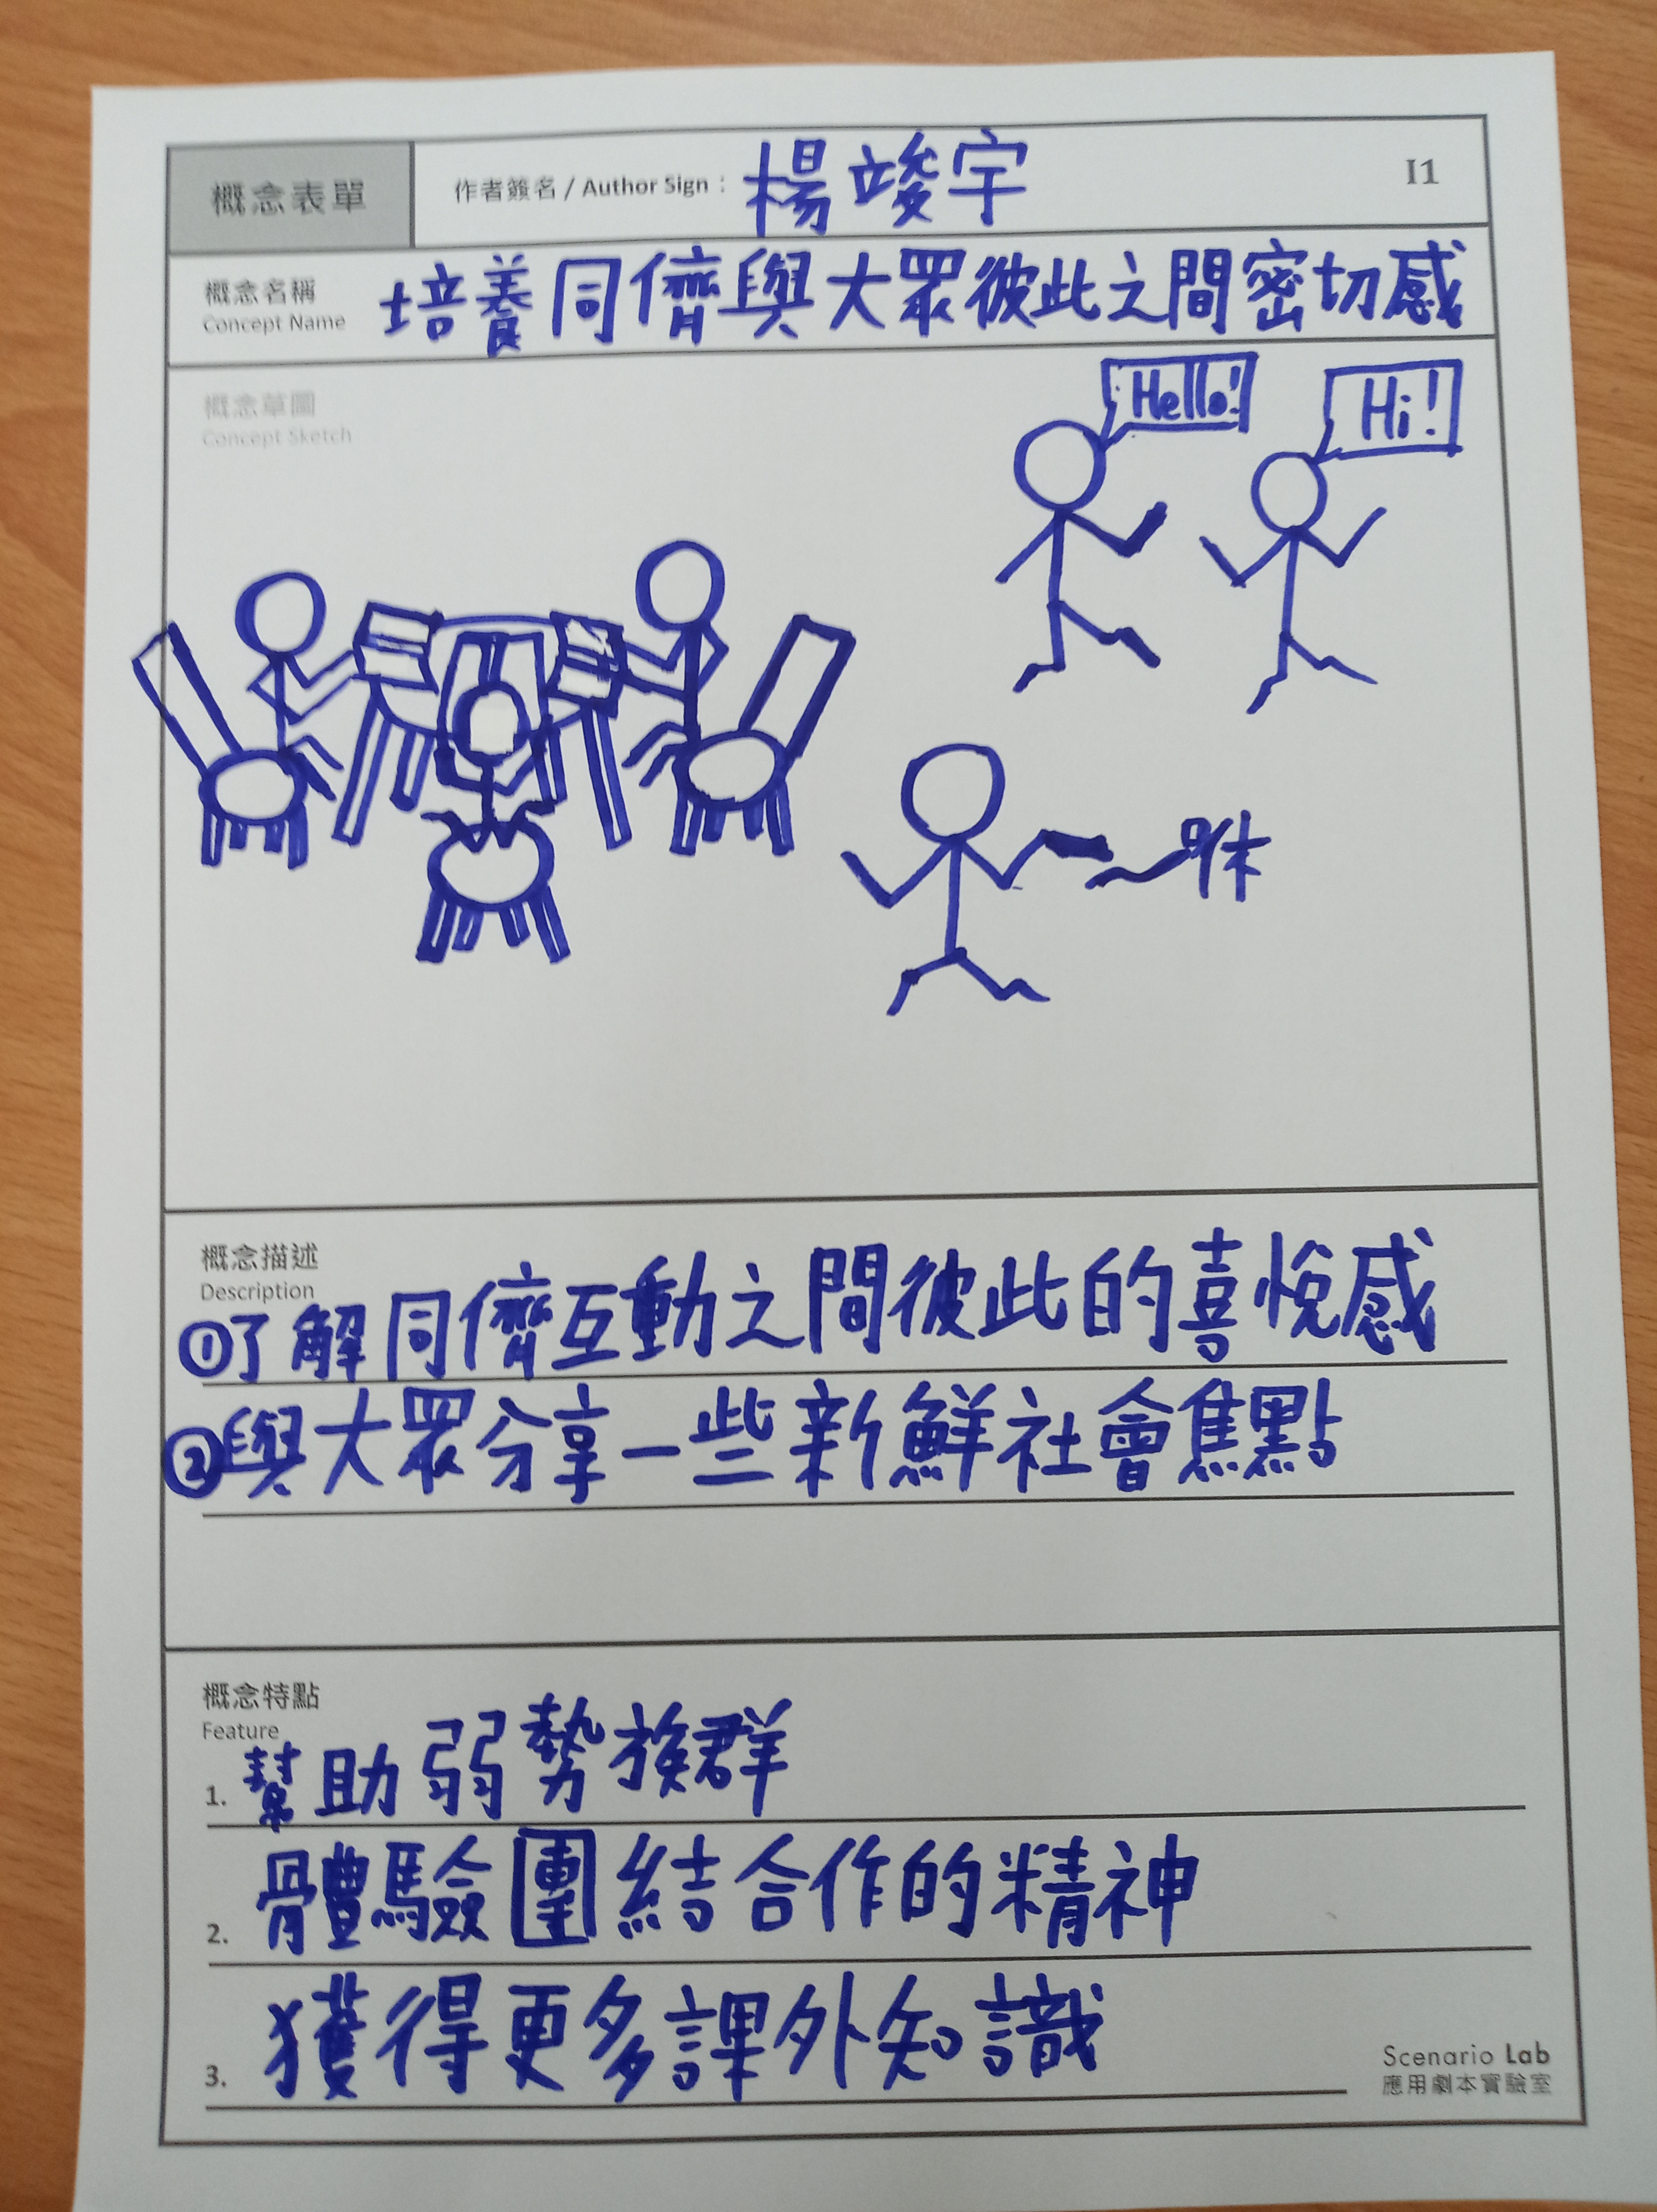 概念表單
作者簽名 / Author Sign： 楊竣宇
I1
概念名稱
Concept Name
培養同儕與大眾彼此之間密切感
概念草圖
Concept Sketch
Hello!
Hi!
咻
概念描述
Description
①了解同儕互動之間彼此的喜悅感
②與大眾分享一些新鮮社會焦點
概念特點
Feature
1. 幫助弱勢族群
2. 體驗團結合作的精神
3. 獲得更多課外知識
Scenario Lab
應用劇本實驗室